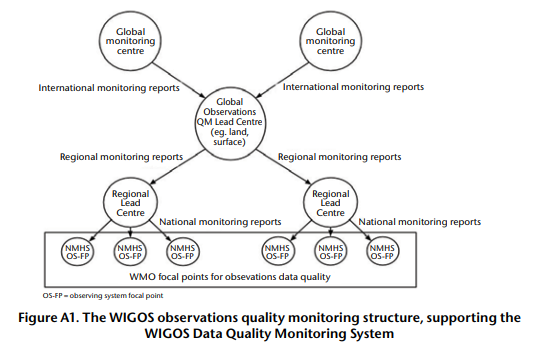 Global
monitoring
centre
Global
monitoring
centre
International monitoring reports
International monitoring reports
Global
Observations
QM Lead Centre
(eg. land,
surface)
Regional monitoring reports
Regional monitoring reports
Regional
Lead
Centre
Regional
Lead
Centre
National monitoring reports
National monitoring reports
NMHS
OS-FP
NMHS
OS-FP
NMHS
OS-FP
NMHS
OS-FP
NMHS
OS-FP
NMHS
OS-FP
WMO focal points for obsevations data quality
OS-FP = observing system focal point
Figure A1. The WIGOS observations quality monitoring structure, supporting the
WIGOS Data Quality Monitoring System